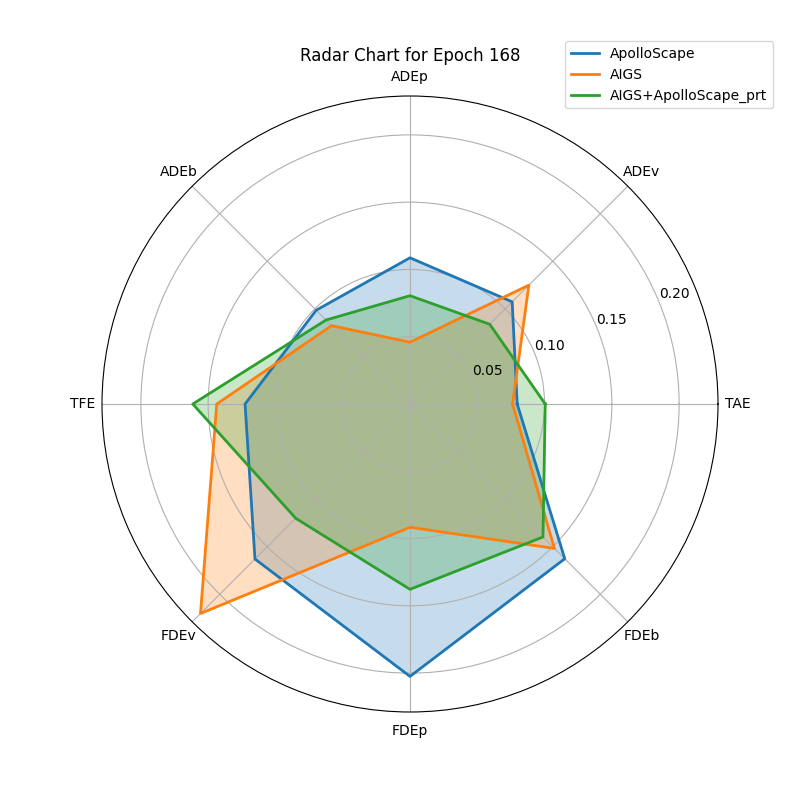 Radar Chart for Epoch 168
ApolloScape
AIGS
AIGS+ApolloScape_prt
ADEp
ADEb
ADEv
0.20
0.15
0.10
0.05
TFE
TAE
FDEv
FDEb
FDEp